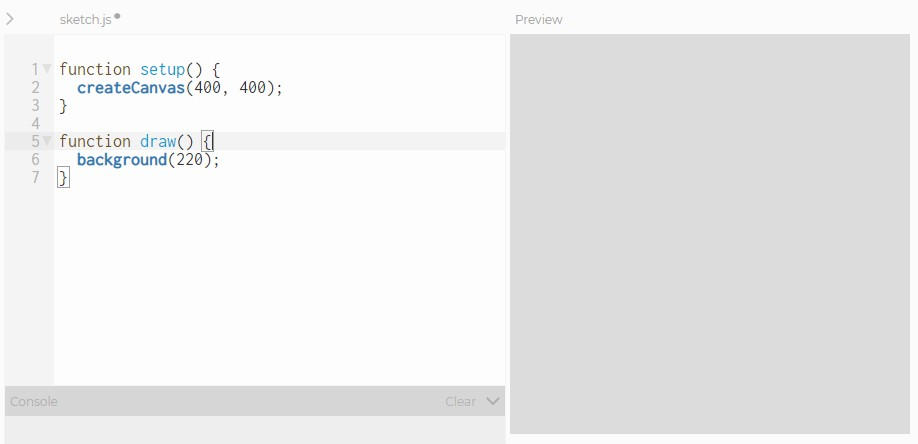 sketch.js
Preview
1 function setup() {
2   createCanvas(400, 400);
3 }
4
5 function draw() {
6   background(220);
7 }
Console
Clear